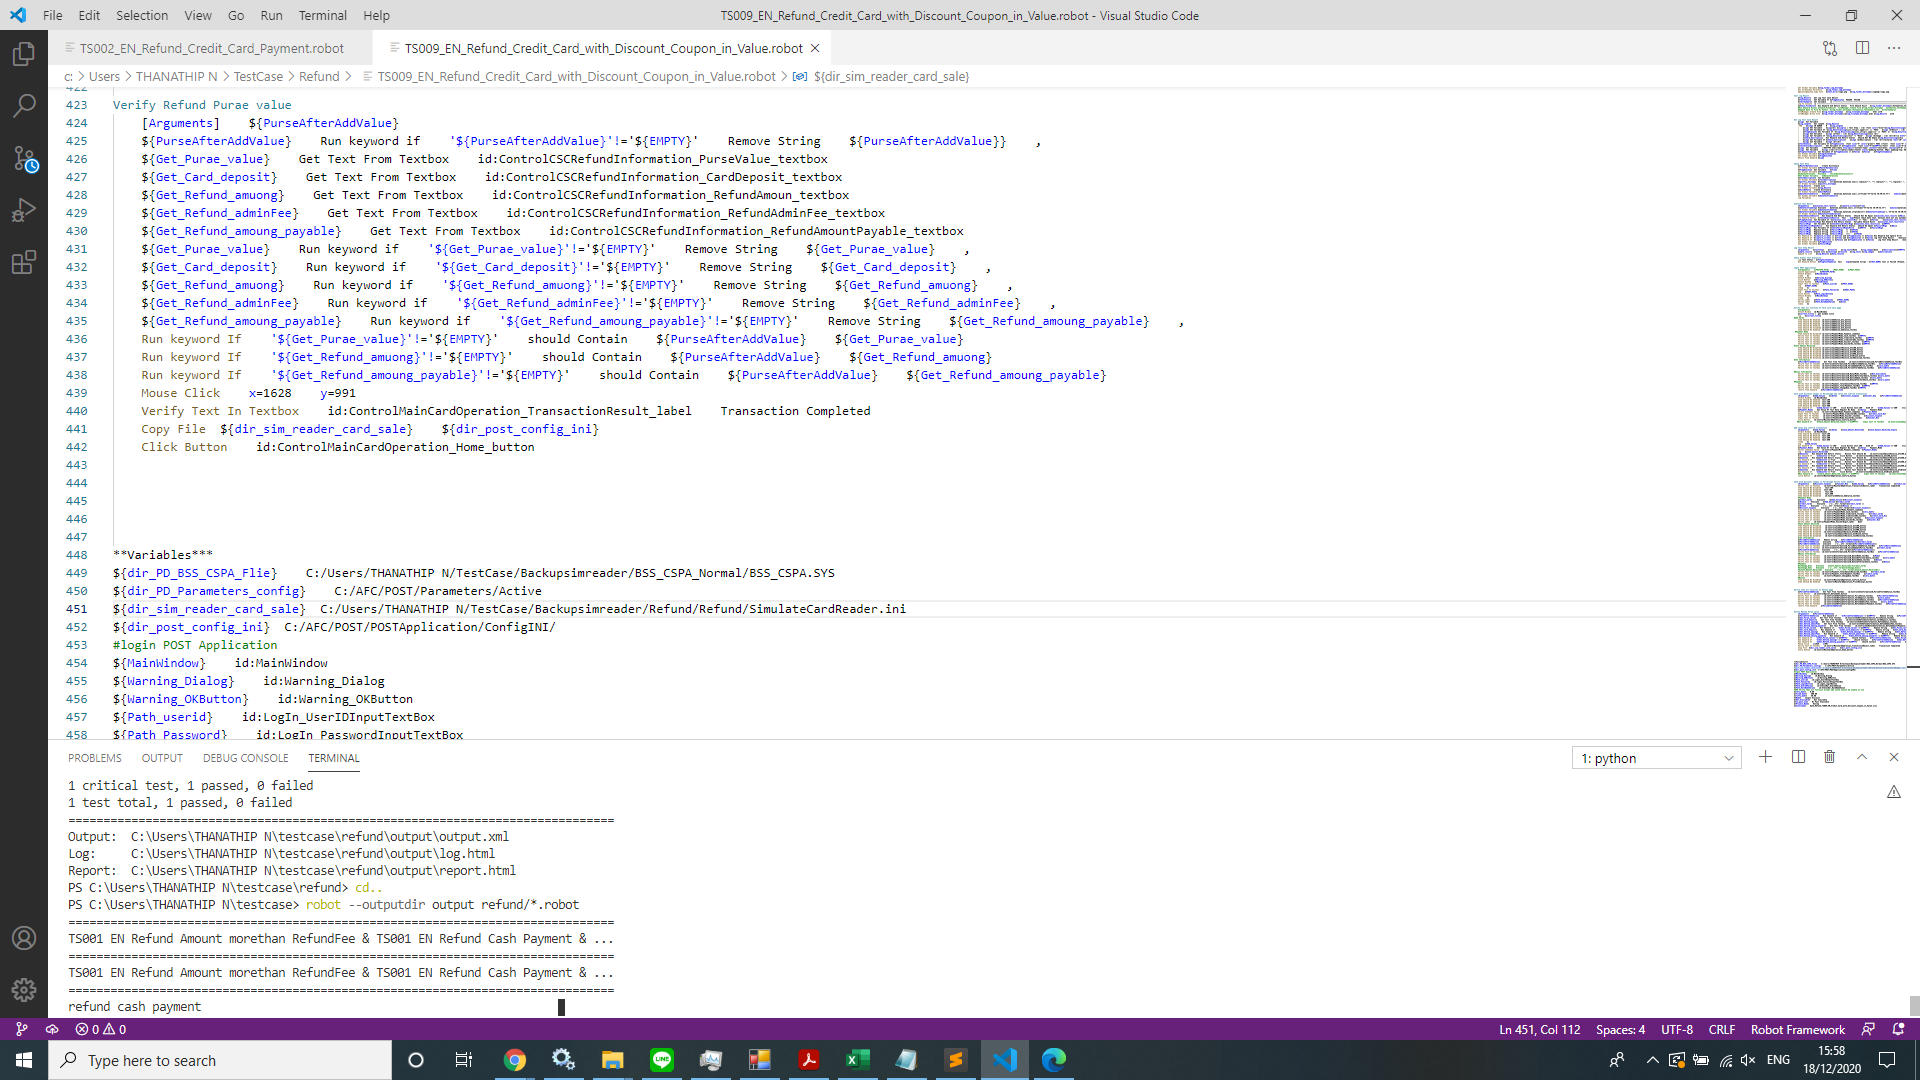 File Edit Selection View Go Run Terminal Help
TS009_EN_Refund_Credit_Card_with_Discount_Coupon_in_Value.robot - Visual Studio Code
TS002_EN_Refund_Credit_Card_Payment.robot
TS009_EN_Refund_Credit_Card_with_Discount_Coupon_in_Value.robot
c: > Users > THANATHIP N > TestCase > Refund > TS009_EN_Refund_Credit_Card_with_Discount_Coupon_in_Value.robot > ${dir_sim_reader_card_sale}
422
423 Verify Refund Purae value
424 [Arguments] ${PurseAfterAddValue}
425 ${PurseAfterAddValue} Run keyword if '${PurseAfterAddValue}'!='${EMPTY}' Remove String ${PurseAfterAddValue}} ,
426 ${Get_Purae_value} Get Text From Textbox id:ControlCSCRefundInformation_PurseValue_textbox
427 ${Get_Card_deposit} Get Text From Textbox id:ControlCSCRefundInformation_CardDeposit_textbox
428 ${Get_Refund_amuong} Get Text From Textbox id:ControlCSCRefundInformation_RefundAmoun_textbox
429 ${Get_Refund_adminFee} Get Text From Textbox id:ControlCSCRefundInformation_RefundAdminFee_textbox
430 ${Get_Refund_amoung_payable} Get Text From Textbox id:ControlCSCRefundInformation_RefundAmountPayable_textbox
431 ${Get_Purae_value} Run keyword if '${Get_Purae_value}'!='${EMPTY}' Remove String ${Get_Purae_value} ,
432 ${Get_Card_deposit} Run keyword if '${Get_Card_deposit}'!='${EMPTY}' Remove String ${Get_Card_deposit} ,
433 ${Get_Refund_amuong} Run keyword if '${Get_Refund_amuong}'!='${EMPTY}' Remove String ${Get_Refund_amuong} ,
434 ${Get_Refund_adminFee} Run keyword if '${Get_Refund_adminFee}'!='${EMPTY}' Remove String ${Get_Refund_adminFee} ,
435 ${Get_Refund_amoung_payable} Run keyword if '${Get_Refund_amoung_payable}'!='${EMPTY}' Remove String ${Get_Refund_amoung_payable} ,
436 Run keyword If '${Get_Purae_value}'!='${EMPTY}' should Contain ${PurseAfterAddValue} ${Get_Purae_value}
437 Run keyword If '${Get_Refund_amuong}'!='${EMPTY}' should Contain ${PurseAfterAddValue} ${Get_Refund_amuong}
438 Run keyword If '${Get_Refund_amoung_payable}'!='${EMPTY}' should Contain ${PurseAfterAddValue} ${Get_Refund_amoung_payable}
439 Mouse Click x=1628 y=991
440 Verify Text In Textbox id:ControlMainCardOperation_TransactionResult_label Transaction Completed
441 Copy File ${dir_sim_reader_card_sale} ${dir_post_config_ini}
442 Click Button id:ControlMainCardOperation_Home_button
443
444
445
446
447
448 **Variables***
449 ${dir_PD_BSS_CSPA_Flie} C:/Users/THANATHIP N/TestCase/Backupsimreader/BSS_CSPA_Normal/BSS_CSPA.SYS
450 ${dir_PD_Parameters_config} C:/AFC/POST/Parameters/Active
451 ${dir_sim_reader_card_sale} C:/Users/THANATHIP N/TestCase/Backupsimreader/Refund/Refund/SimulateCardReader.ini
452 ${dir_post_config_ini} C:/AFC/POST/POSTApplication/ConfigINI/
453 #login POST Application
454 ${MainWindow} id:MainWindow
455 ${Warning_Dialog} id:Warning_Dialog
456 ${Warning_OKButton} id:Warning_OKButton
457 ${Path_userid} id:LogIn_UserIDInputTextBox
458 ${Path_Password} id:LogIn_PasswordInputTextBox
PROBLEMS OUTPUT DEBUG CONSOLE TERMINAL
1: python
1 critical test, 1 passed, 0 failed
1 test total, 1 passed, 0 failed
==============================================================================
Output: C:\Users\THANATHIP N\testcase\refund\output\output.xml
Log: C:\Users\THANATHIP N\testcase\refund\output\log.html
Report: C:\Users\THANATHIP N\testcase\refund\output\report.html
PS C:\Users\THANATHIP N\testcase\refund> cd..
PS C:\Users\THANATHIP N\testcase> robot --outputdir output refund/*.robot
==============================================================================
TS001 EN Refund Amount morethan RefundFee & TS001 EN Refund Cash Payment & ...
==============================================================================
TS001 EN Refund Amount morethan RefundFee & TS001 EN Refund Cash Payment & ...
==============================================================================
refund cash payment
0 0
Ln 451, Col 112 Spaces: 4 UTF-8 CRLF Robot Framework
Type here to search
LINE
ENG
15:58
18/12/2020